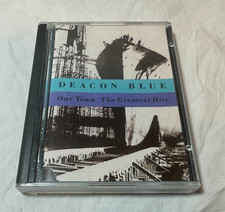 DEACON BLUE
Our Town The Greatest Hits